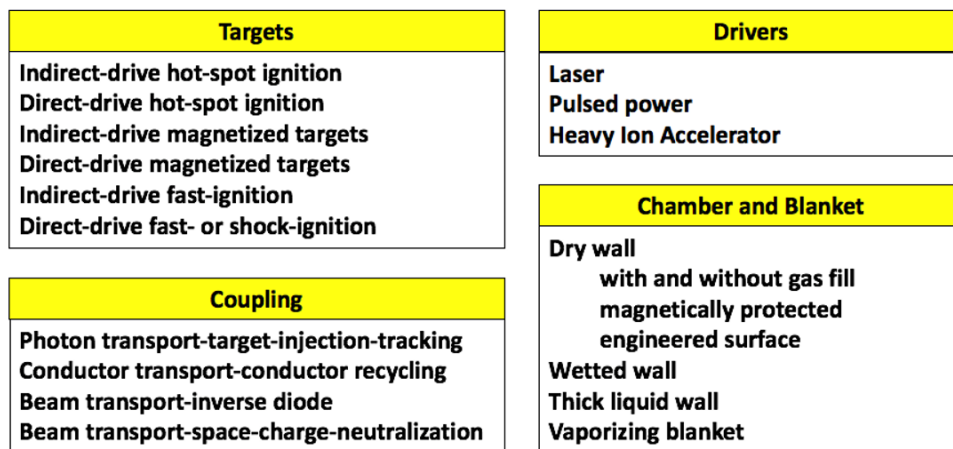 Targets
Indirect-drive hot-spot ignition
Direct-drive hot-spot ignition
Indirect-drive magnetized targets
Direct-drive magnetized targets
Indirect-drive fast-ignition
Direct-drive fast- or shock-ignition
Coupling
Photon transport-target-injection-tracking
Conductor transport-conductor recycling
Beam transport-inverse diode
Beam transport-space-charge-neutralization
Drivers
Laser
Pulsed power
Heavy Ion Accelerator
Chamber and Blanket
Dry wall
with and without gas fill
magnetically protected
engineered surface
Wetted wall
Thick liquid wall
Vaporizing blanket